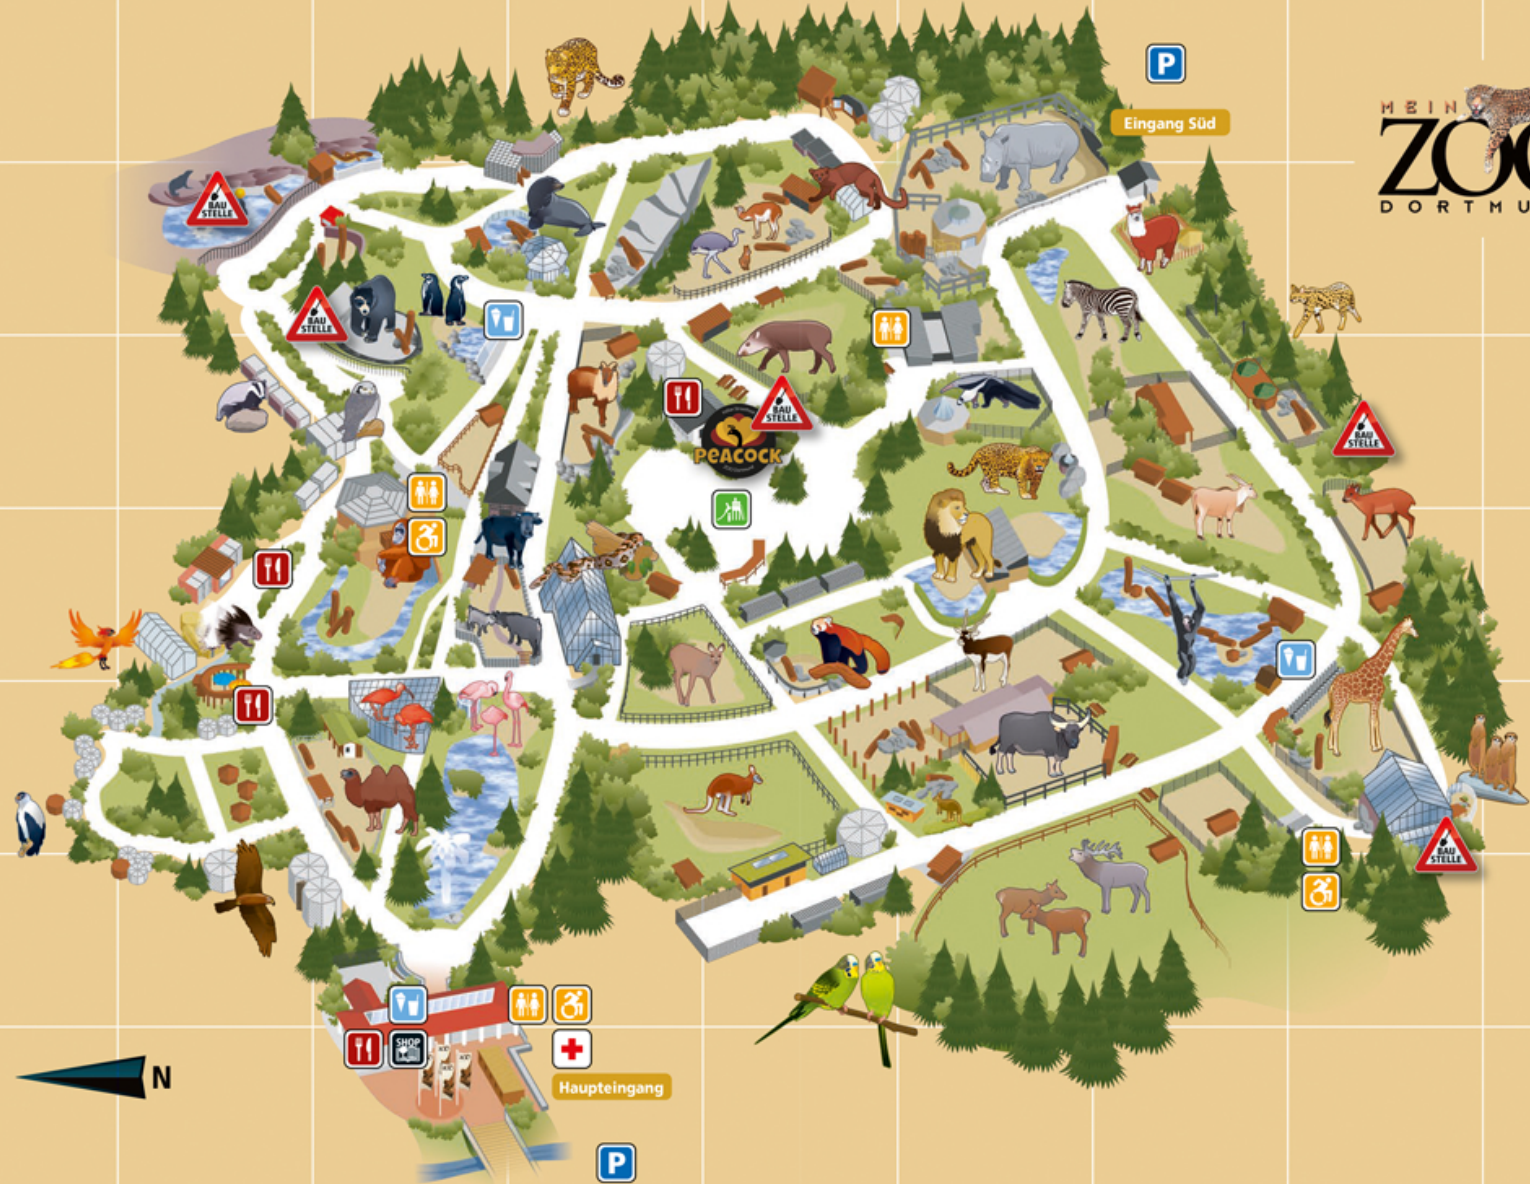 P
Eingang Süd
MEIN
ZOO
DORTMU
BAU
STELLE
BAU
STELLE
BAU
STELLE
PEACOCK
BAU
STELLE
BAU
STELLE
SHOP
Haupteingang
N
P